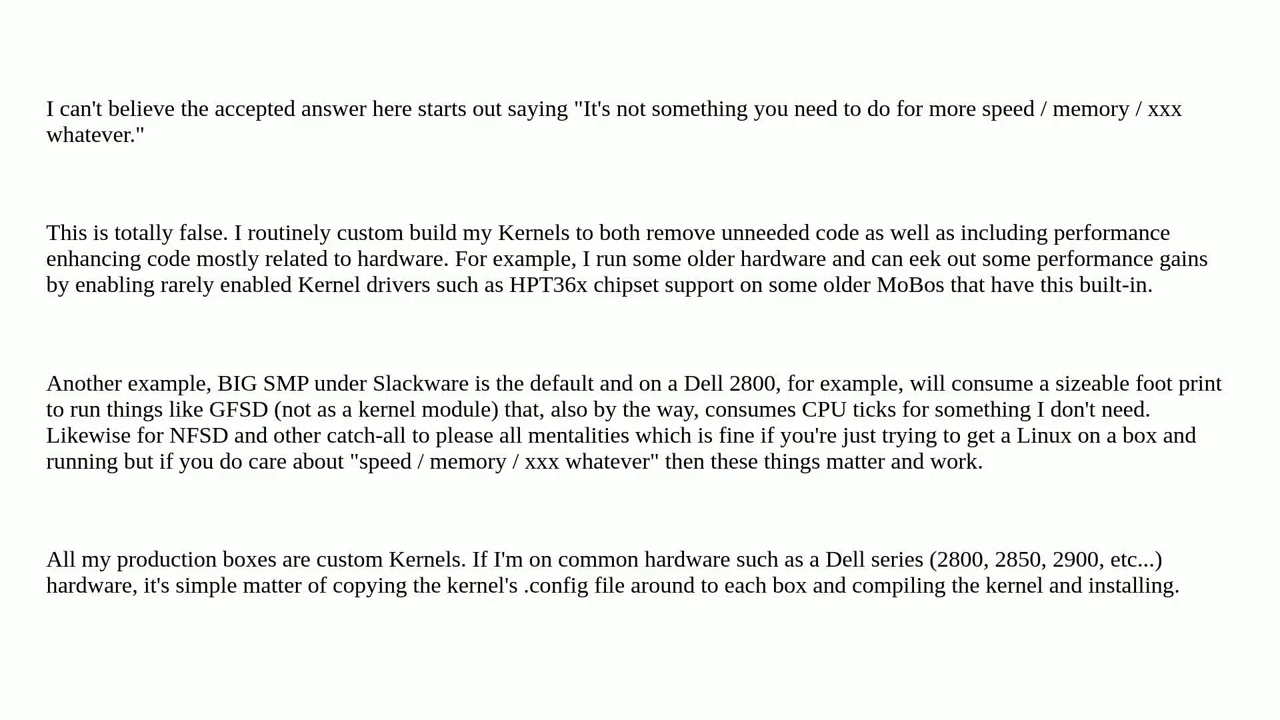 I can't believe the accepted answer here starts out saying "It's not something you need to do for more speed / memory / xxx
whatever."
This is totally false. I routinely custom build my Kernels to both remove unneeded code as well as including performance
enhancing code mostly related to hardware. For example, I run some older hardware and can eek out some performance gains
by enabling rarely enabled Kernel drivers such as HPT36x chipset support on some older MoBos that have this built-in.
Another example, BIG SMP under Slackware is the default and on a Dell 2800, for example, will consume a sizeable foot print
to run things like GFSD (not as a kernel module) that, also by the way, consumes CPU ticks for something I don't need.
Likewise for NFSD and other catch-all to please all mentalities which is fine if you're just trying to get a Linux on a box and
running but if you do care about "speed / memory / xxx whatever" then these things matter and work.
All my production boxes are custom Kernels. If I'm on common hardware such as a Dell series (2800, 2850, 2900, etc...)
hardware, it's simple matter of copying the kernel's .config file around to each box and compiling the kernel and installing.